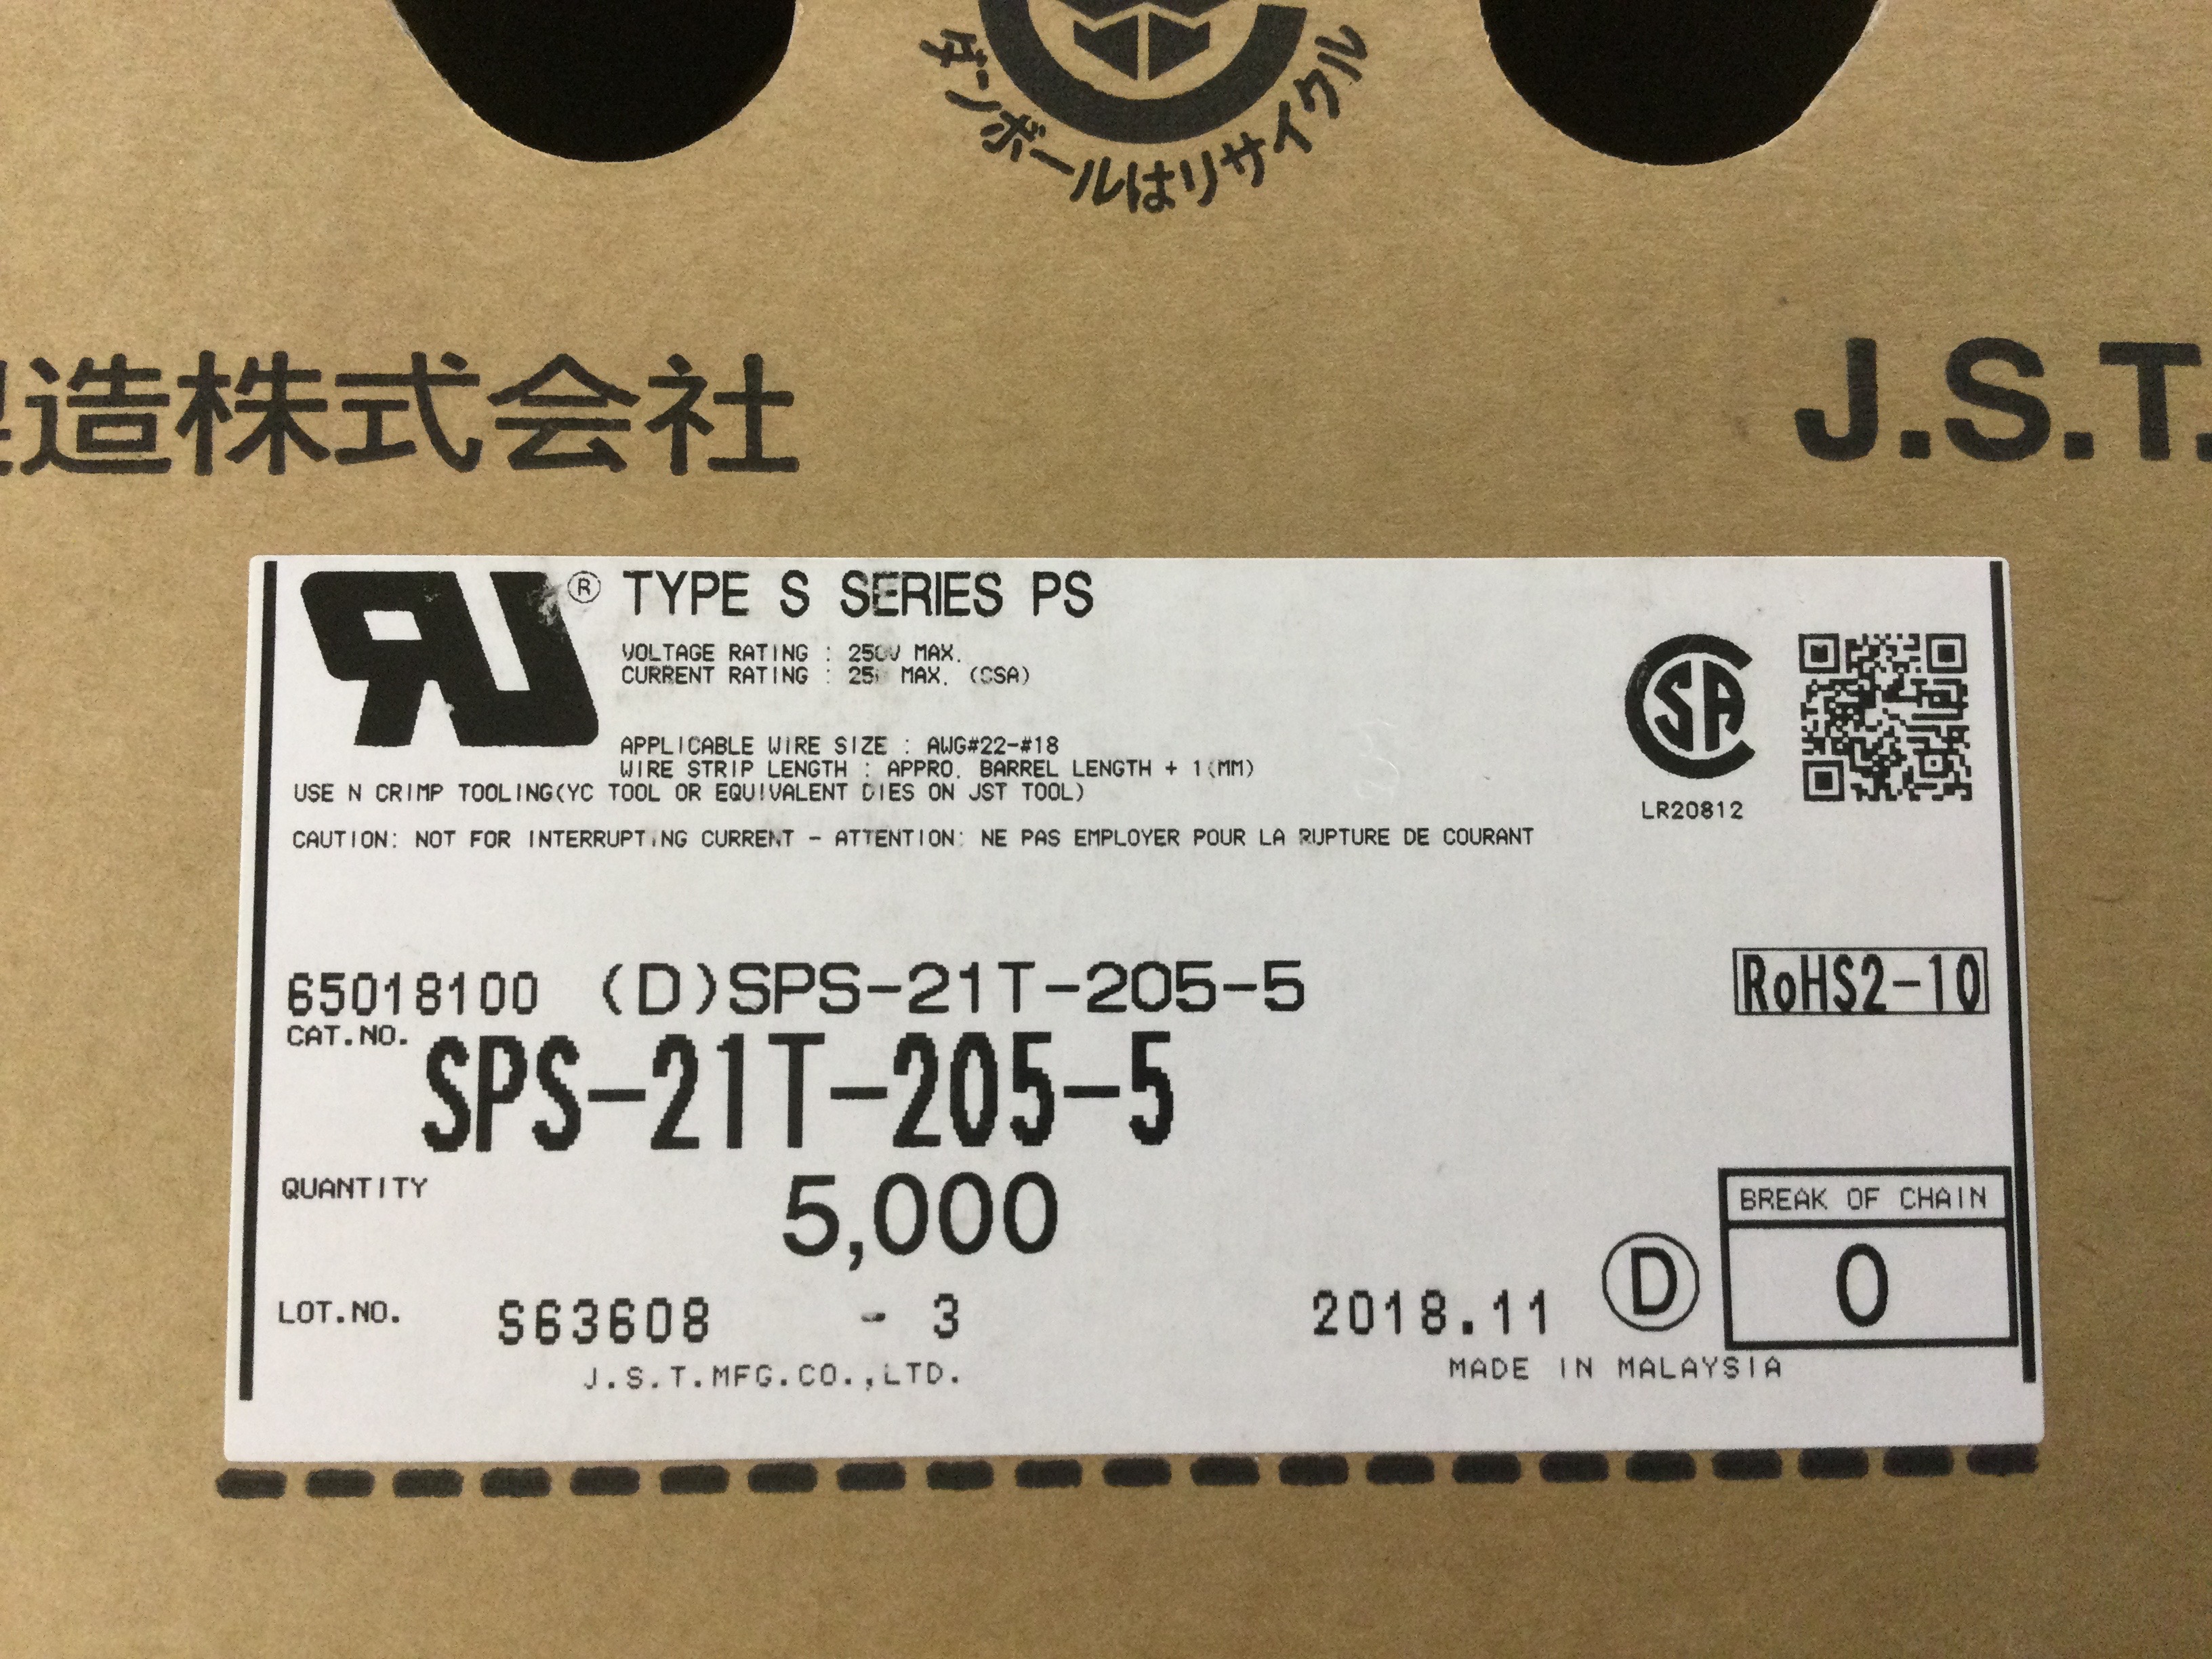 ダンボールはリサイクル
造株式会社
J.S.T.
® TYPE S SERIES PS
VOLTAGE RATING : 250V MAX.
CURRENT RATING : MAX. (CSA)
APPLICABLE WIRE SIZE : AWG#22-#18
WIRE STRIP LENGTH : APPRO. BARREL LENGTH + 1(MM)
USE N CRIMP TOOLING(YC TOOL OR EQUIVALENT DIES ON JST TOOL)
CAUTION: NOT FOR INTERRUPTING CURRENT - ATTENTION: NE PAS EMPLOYER POUR LA RUPTURE DE COURANT
SA
LR20812
65018100 (D)SPS-21T-205-5
RoHS2-10
CAT.NO. SPS-21T-205-5
QUANTITY 5,000
BREAK OF CHAIN
0
LOT.NO. S63608 - 3
2018.11 D
J.S.T.MFG.CO.,LTD.
MADE IN MALAYSIA